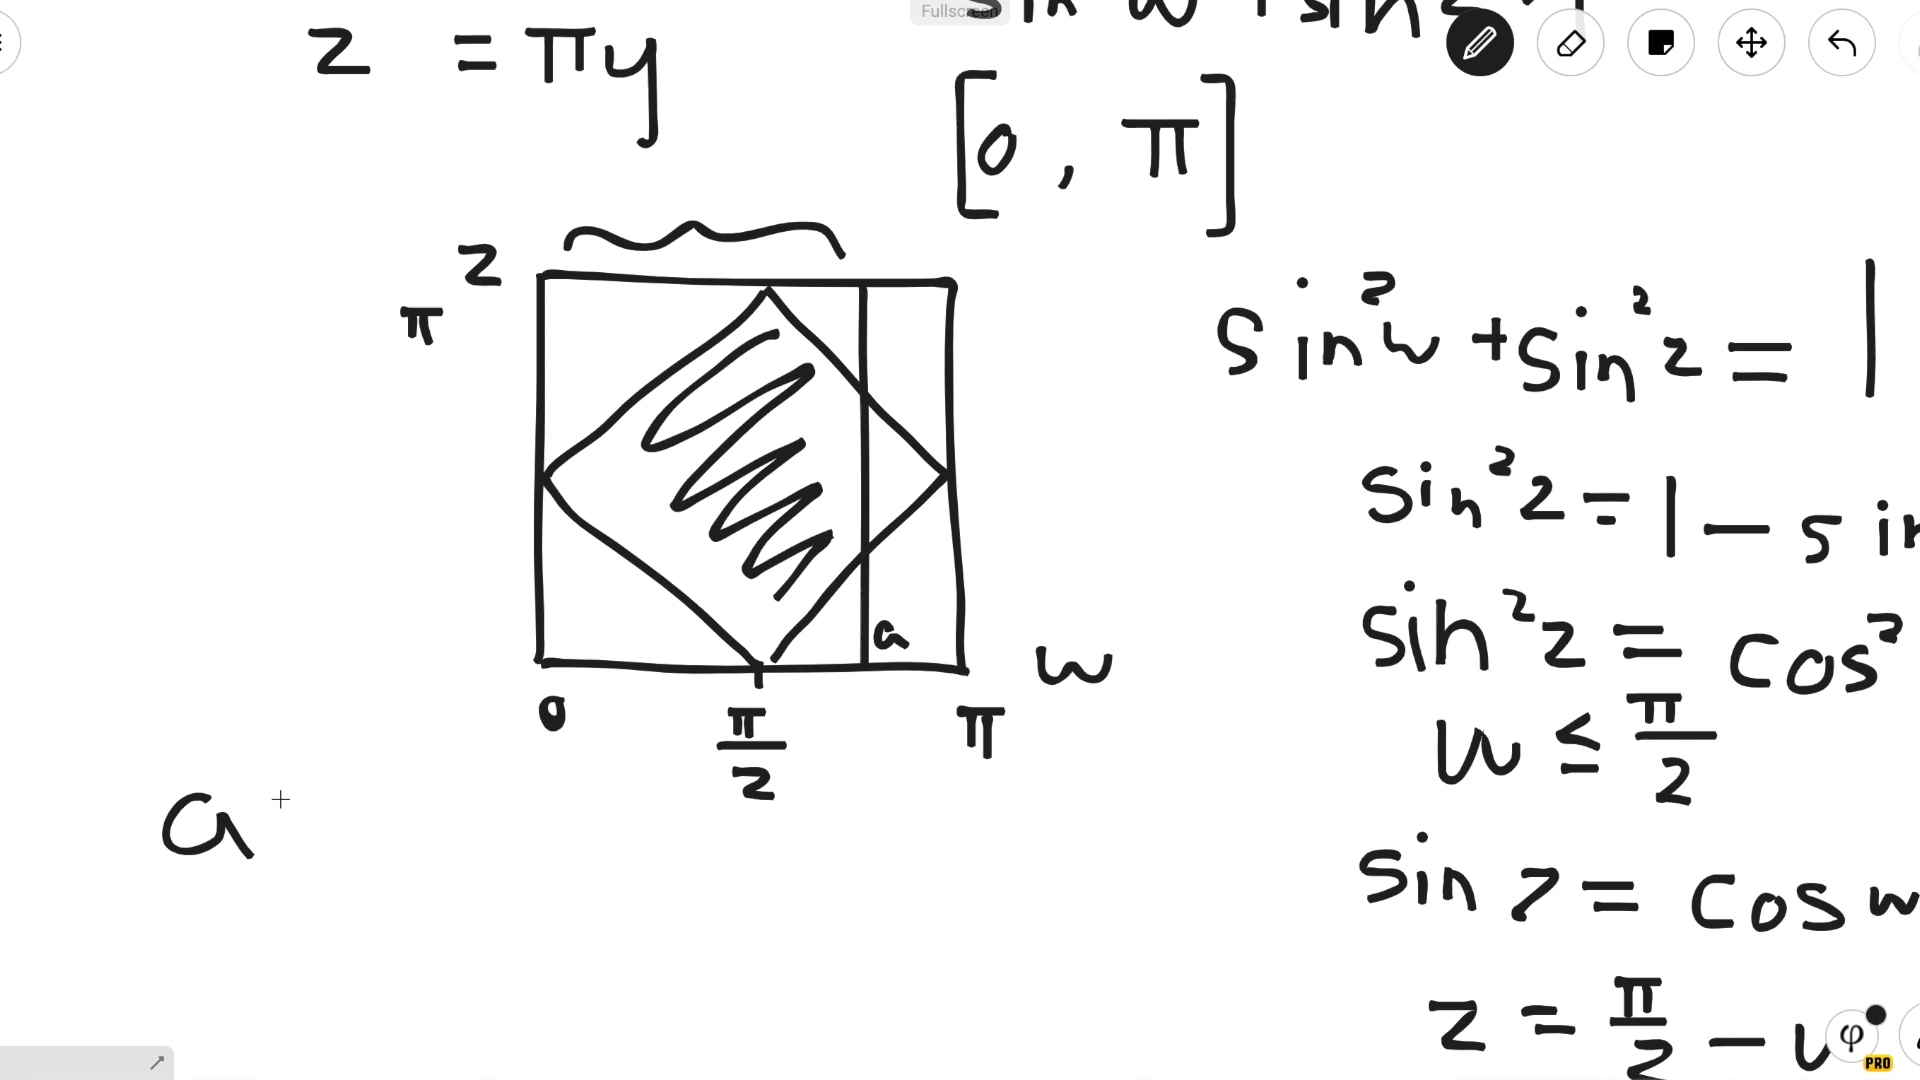 Fullscreen
z = πy
[0, π]
z
π
sin²w + sin²z = 1
sin²z = 1 - sin
sin²z = cos²
a
w
0
π/2
π
w ≤ π/2
a
sin z = cos w
z = π/2 -
φ
PRO